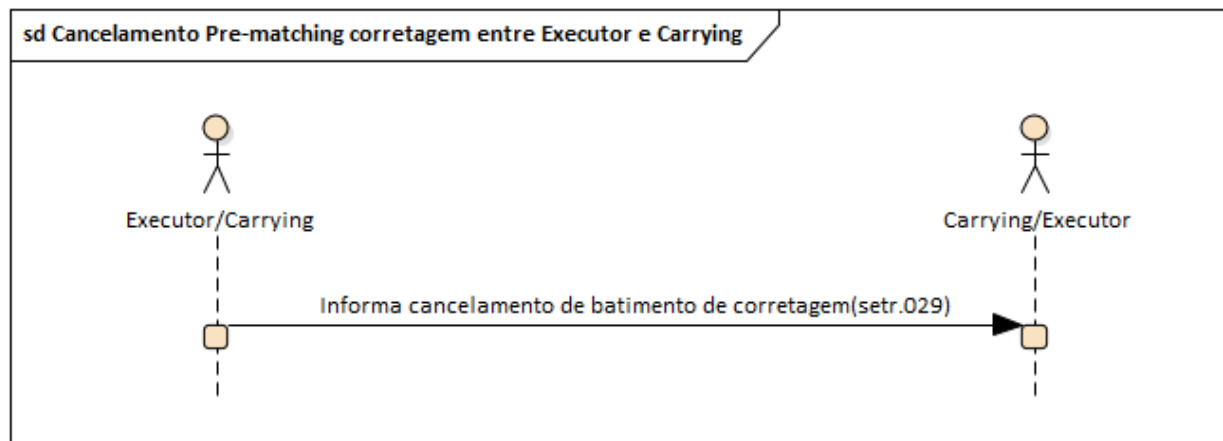 sd Cancelamento Pre-matching corretagem entre Executor e Carrying
Executor/Carrying
Carrying/Executor
Informa cancelamento de batimento de corretagem(setr.029)